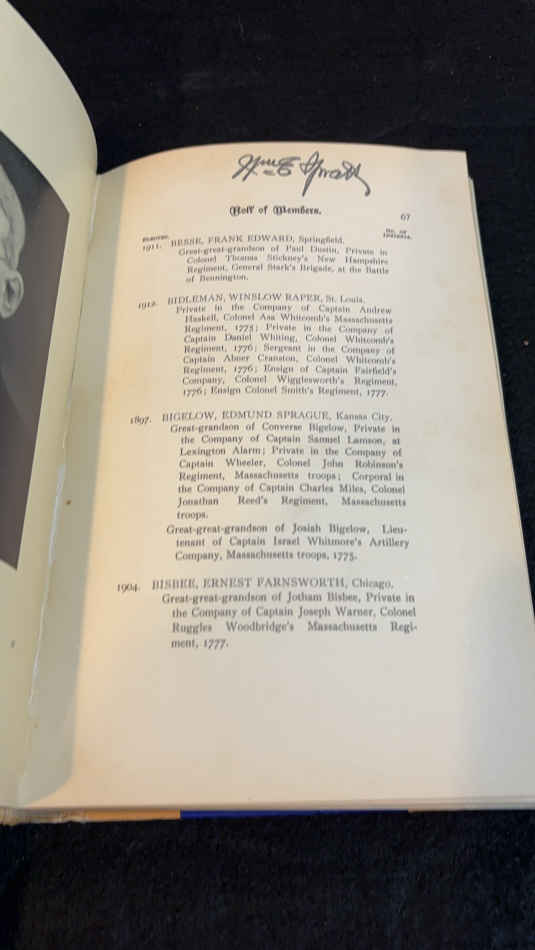 Wm E Spratt
Roll of Members.
67
ELECTED.
NO. OF
INSIGNIA.
1911. BESSE, FRANK EDWARD, Springfield.
Great-great-grandson of Paul Dustin, Private in
Colonel Thomas Stickney's New Hampshire
Regiment, General Stark's Brigade, at the Battle
of Bennington.
1912. BIDLEMAN, WINSLOW RAPER, St. Louis.
Private in the Company of Captain Andrew
Haskell, Colonel Asa Whitcomb's Massachusetts
Regiment, 1775; Private in the Company of
Captain Daniel Whiting, Colonel Whitcomb's
Regiment, 1776; Sergeant in the Company of
Captain Abner Cranston, Colonel Whitcomb's
Regiment, 1776; Ensign of Captain Fairfield's
Company, Colonel Wigglesworth's Regiment,
1776; Ensign Colonel Smith's Regiment, 1777.
1897. BIGELOW, EDMUND SPRAGUE, Kansas City.
Great-grandson of Converse Bigelow, Private in
the Company of Captain Samuel Lamson, at
Lexington Alarm; Private in the Company of
Captain Wheeler, Colonel John Robinson's
Regiment, Massachusetts troops; Corporal in
the Company of Captain Charles Miles, Colonel
Jonathan Reed's Regiment, Massachusetts
troops.
Great-great-grandson of Josiah Bigelow, Lieu-
tenant of Captain Israel Whitmore's Artillery
Company, Massachusetts troops, 1775.
1904. BISBEE, ERNEST FARNSWORTH, Chicago.
Great-great-grandson of Jotham Bisbee, Private in
the Company of Captain Joseph Warner, Colonel
Ruggles Woodbridge's Massachusetts Regi-
ment, 1777.